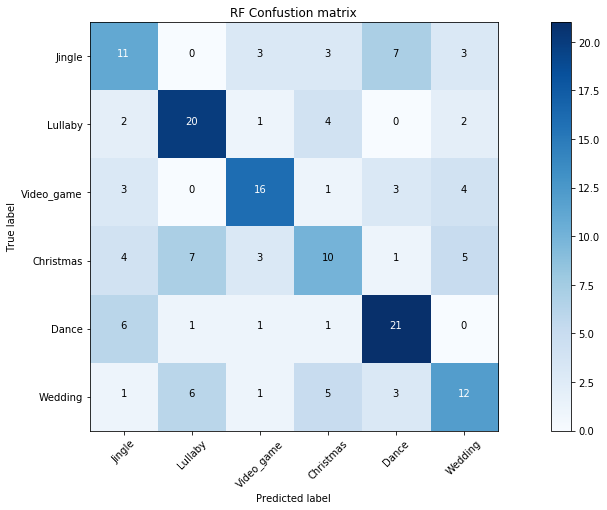 RF Confustion matrix
Jingle 11 0 3 3 7 3
Lullaby 2 20 1 4 0 2
Video_game 3 0 16 1 3 4
Christmas 4 7 3 10 1 5
Dance 6 1 1 1 21 0
Wedding 1 6 1 5 3 12
Jingle Lullaby Video_game Christmas Dance Wedding
True label
Predicted label
20.0
17.5
15.0
12.5
10.0
7.5
5.0
2.5
0.0